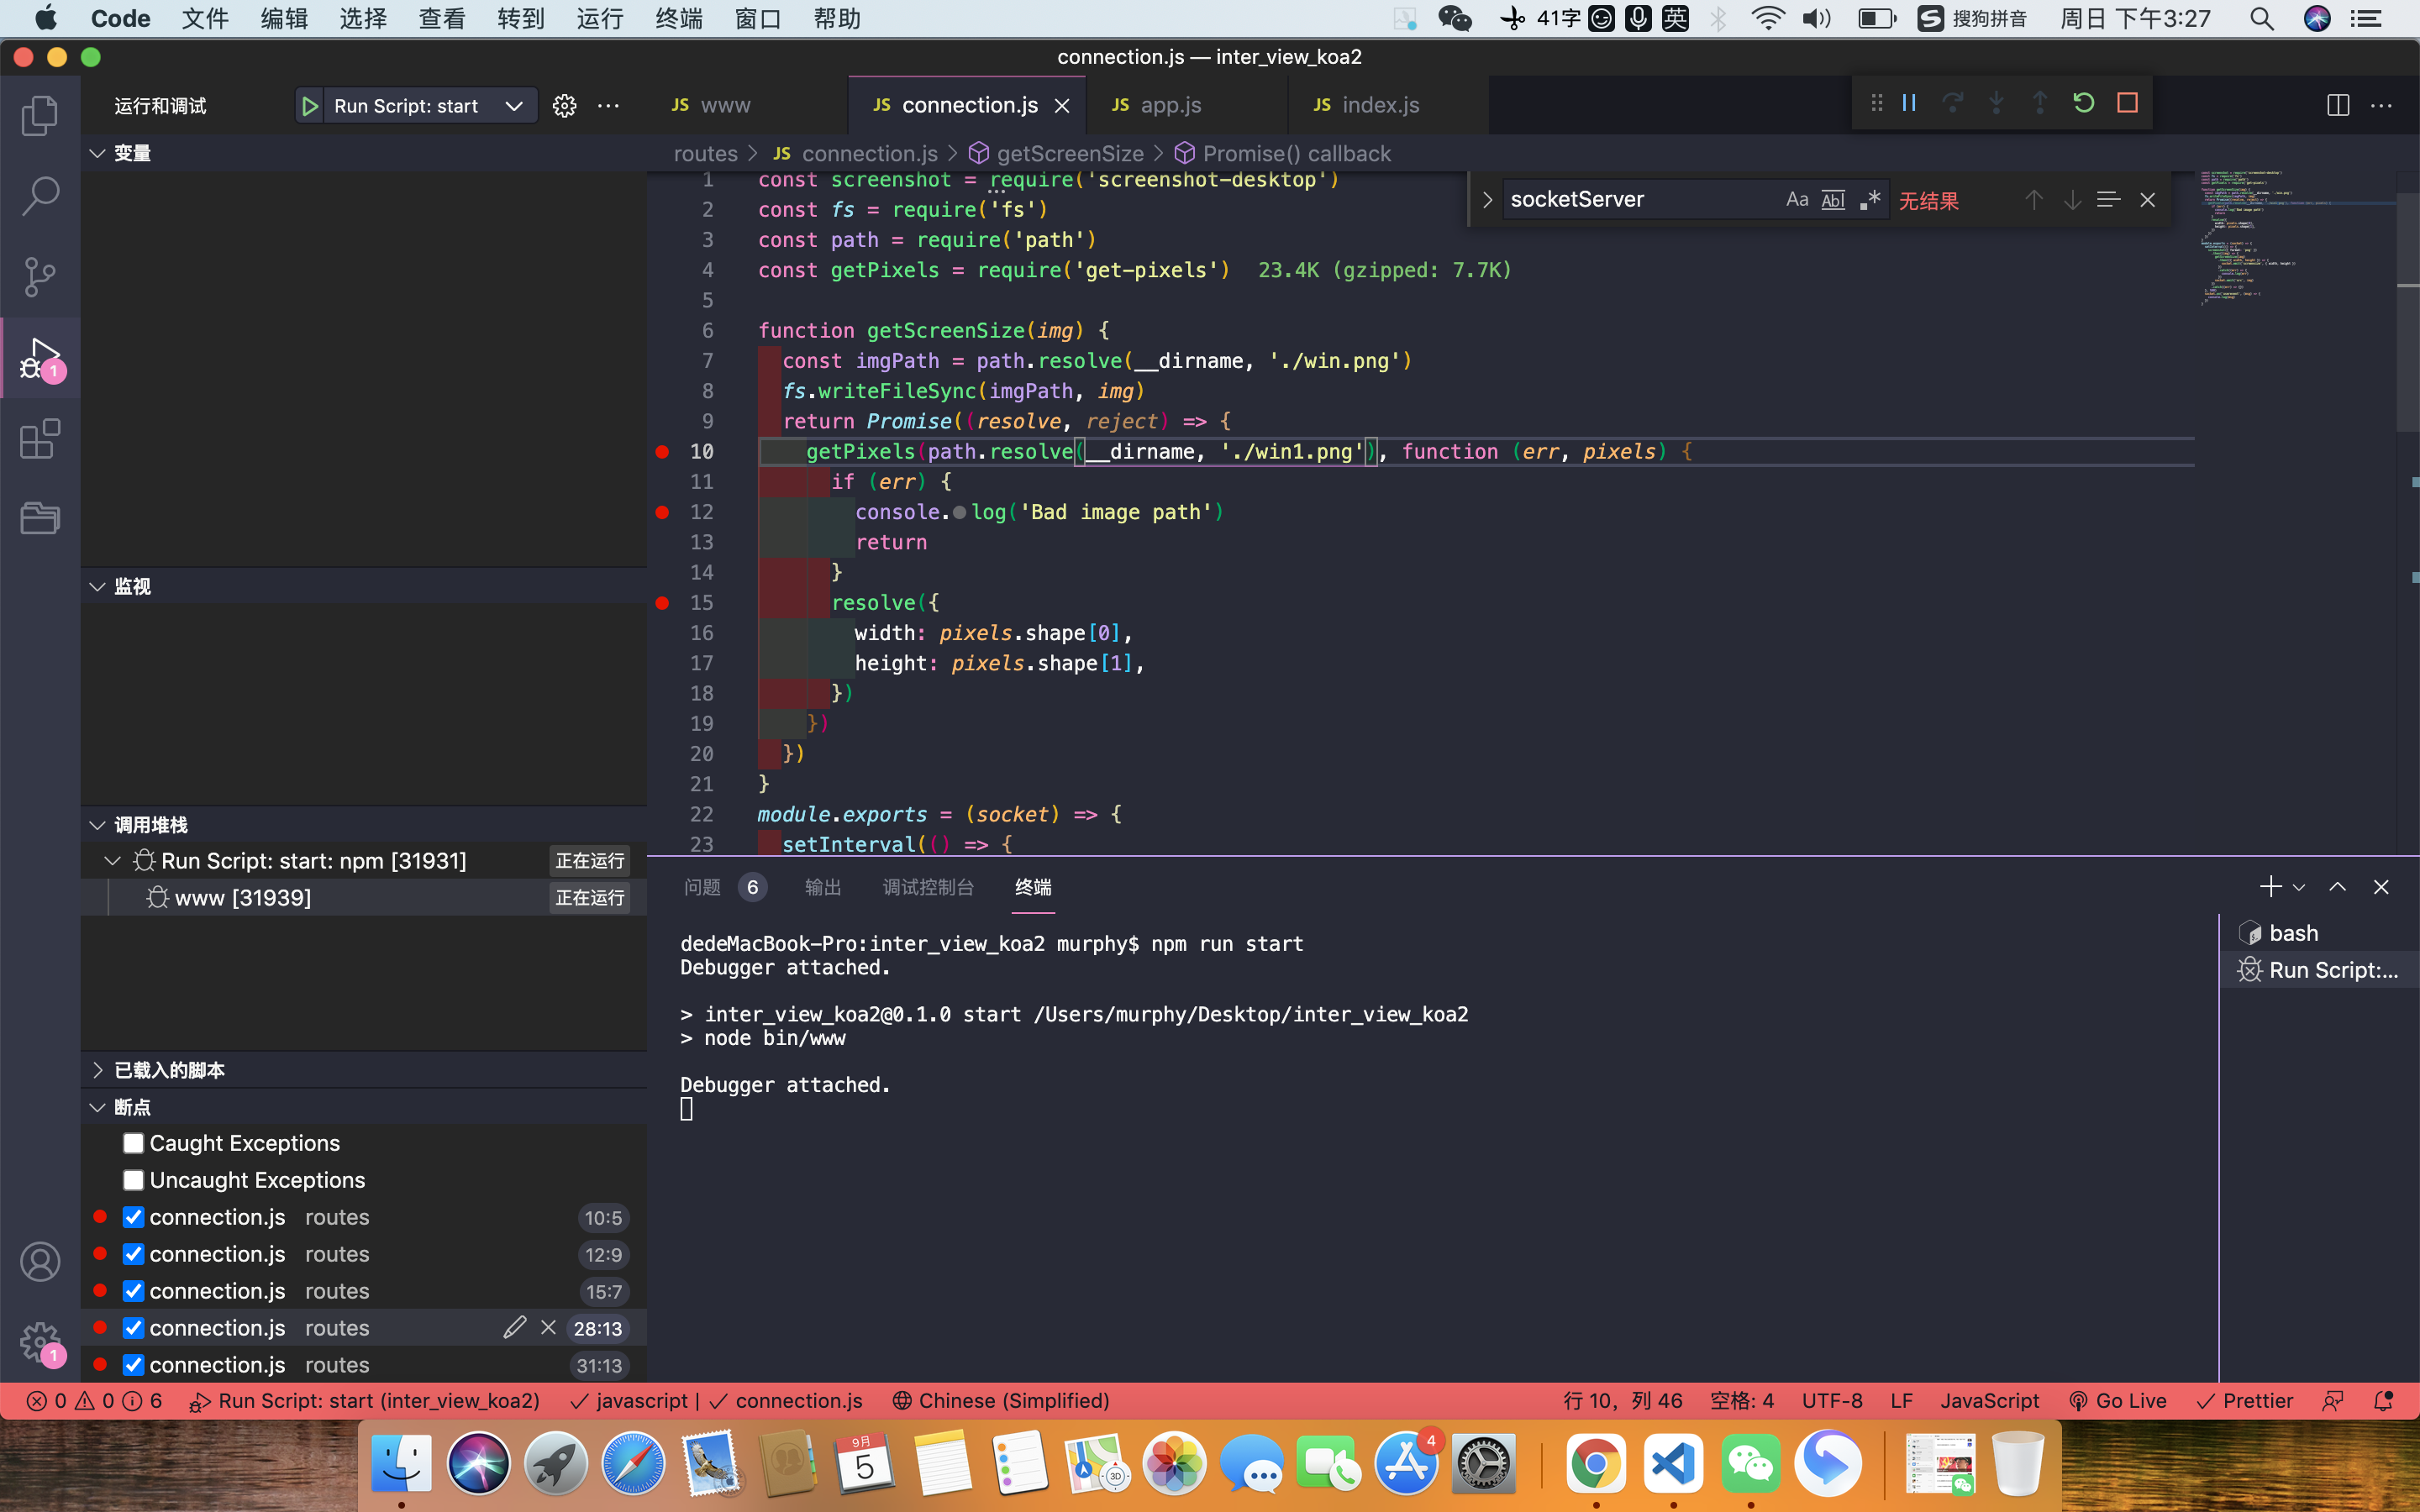 Code 文件 编辑 选择 查看 转到 运行 终端 窗口 帮助 41字 英 搜狗拼音 周日 下午3:27
connection.js — inter_view_koa2
运行和调试 Run Script: start JS www JS connection.js JS app.js JS index.js
变量
routes JS connection.js getScreenSize Promise() callback
socketServer Aa Abl .* 无结果
1 const screenshot = require('screenshot-desktop')
2 const fs = require('fs')
3 const path = require('path')
4 const getPixels = require('get-pixels') 23.4K (gzipped: 7.7K)
5
6 function getScreenSize(img) {
7 const imgPath = path.resolve(__dirname, './win.png')
8 fs.writeFileSync(imgPath, img)
9 return Promise((resolve, reject) => {
10 getPixels(path.resolve(__dirname, './win1.png'), function (err, pixels) {
11 if (err) {
12 console.log('Bad image path')
13 return
14 }
15 resolve({
16 width: pixels.shape[0],
17 height: pixels.shape[1],
18 })
19 })
20 })
21 }
22 module.exports = (socket) => {
23 setInterval(() => {
监视
调用堆栈
Run Script: start: npm [31931] 正在运行
www [31939] 正在运行
已载入的脚本
断点
Caught Exceptions
Uncaught Exceptions
connection.js routes 10:5
connection.js routes 12:9
connection.js routes 15:7
connection.js routes 28:13
connection.js routes 31:13
1
1
问题 6 输出 调试控制台 终端
dedeMacBook-Pro:inter_view_koa2 murphy$ npm run start
Debugger attached.
> inter_view_koa2@0.1.0 start /Users/murphy/Desktop/inter_view_koa2
> node bin/www
Debugger attached.
bash
Run Script:...
0 0 6 Run Script: start (inter_view_koa2) javascript | connection.js Chinese (Simplified) 行 10, 列 46 空格: 4 UTF-8 LF JavaScript Go Live Prettier
9月
5
3D
4